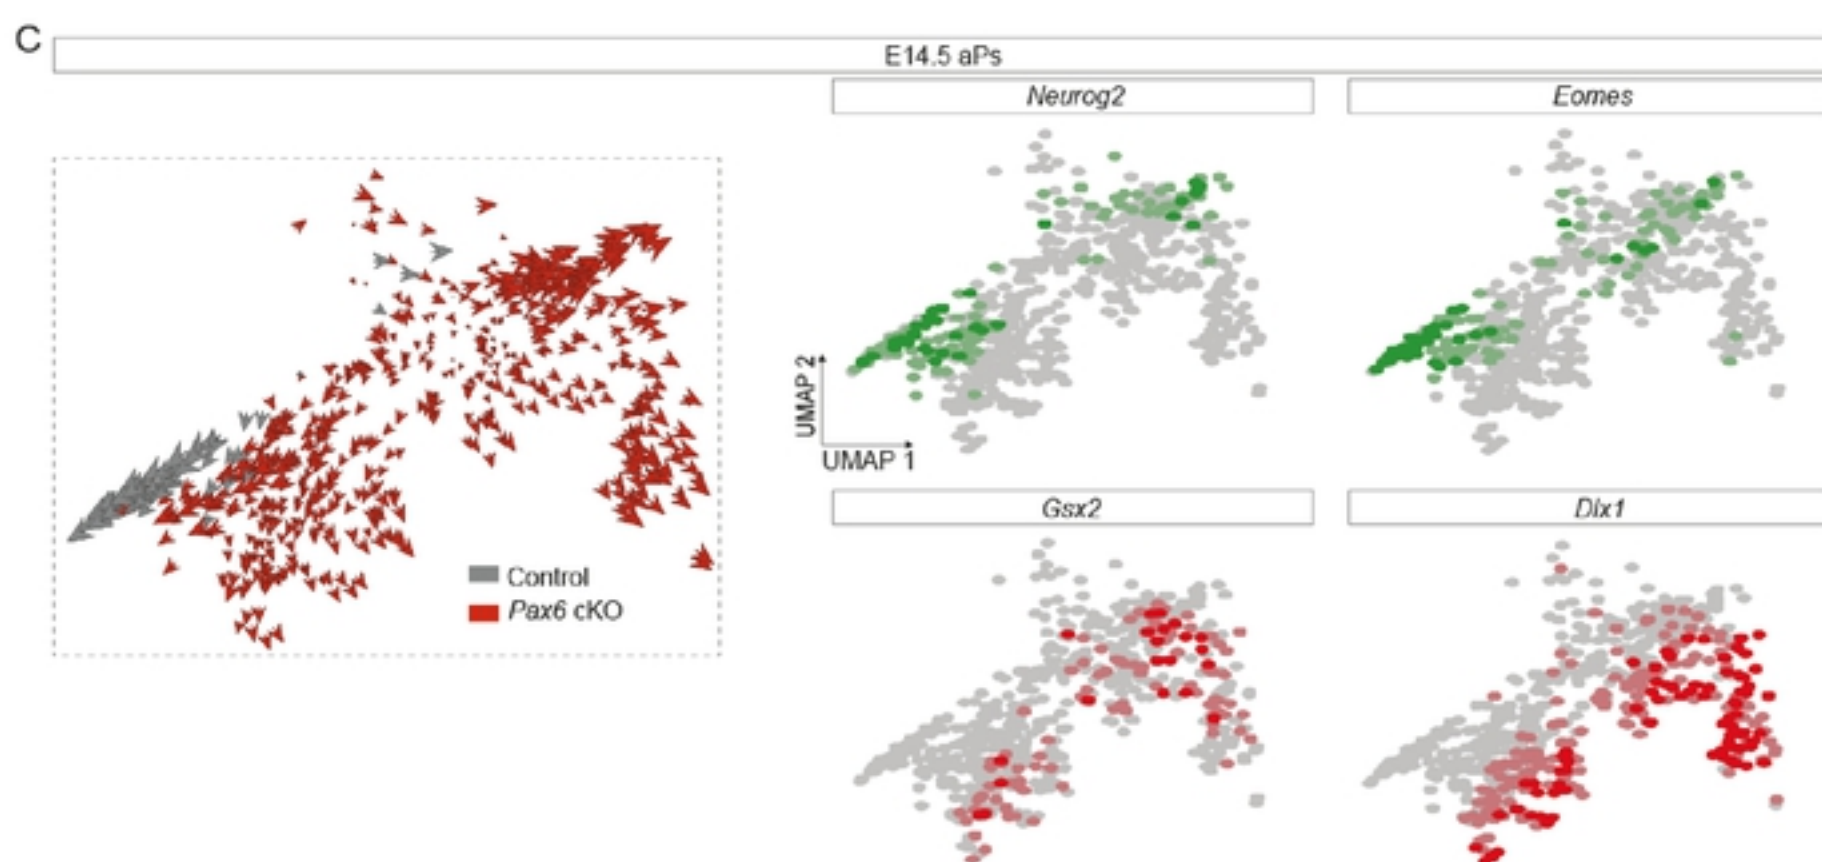 C
E14.5 aPs
Neurog2
Eomes
Control
Pax6 cKO
UMAP 2
UMAP 1
Gsx2
Dlx1